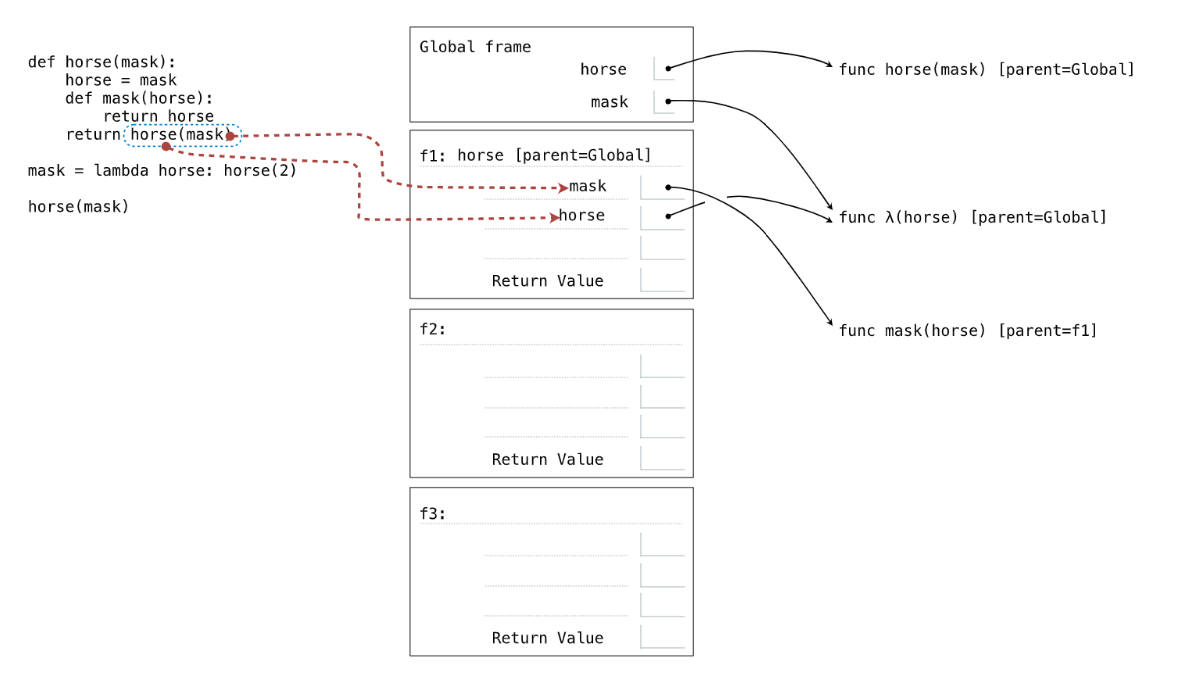 def horse(mask):
    horse = mask
    def mask(horse):
        return horse
    return horse(mask)
mask = lambda horse: horse(2)
horse(mask)
Global frame
horse
mask
f1: horse [parent=Global]
mask
horse
Return Value
f2:
Return Value
f3:
Return Value
func horse(mask) [parent=Global]
func λ(horse) [parent=Global]
func mask(horse) [parent=f1]